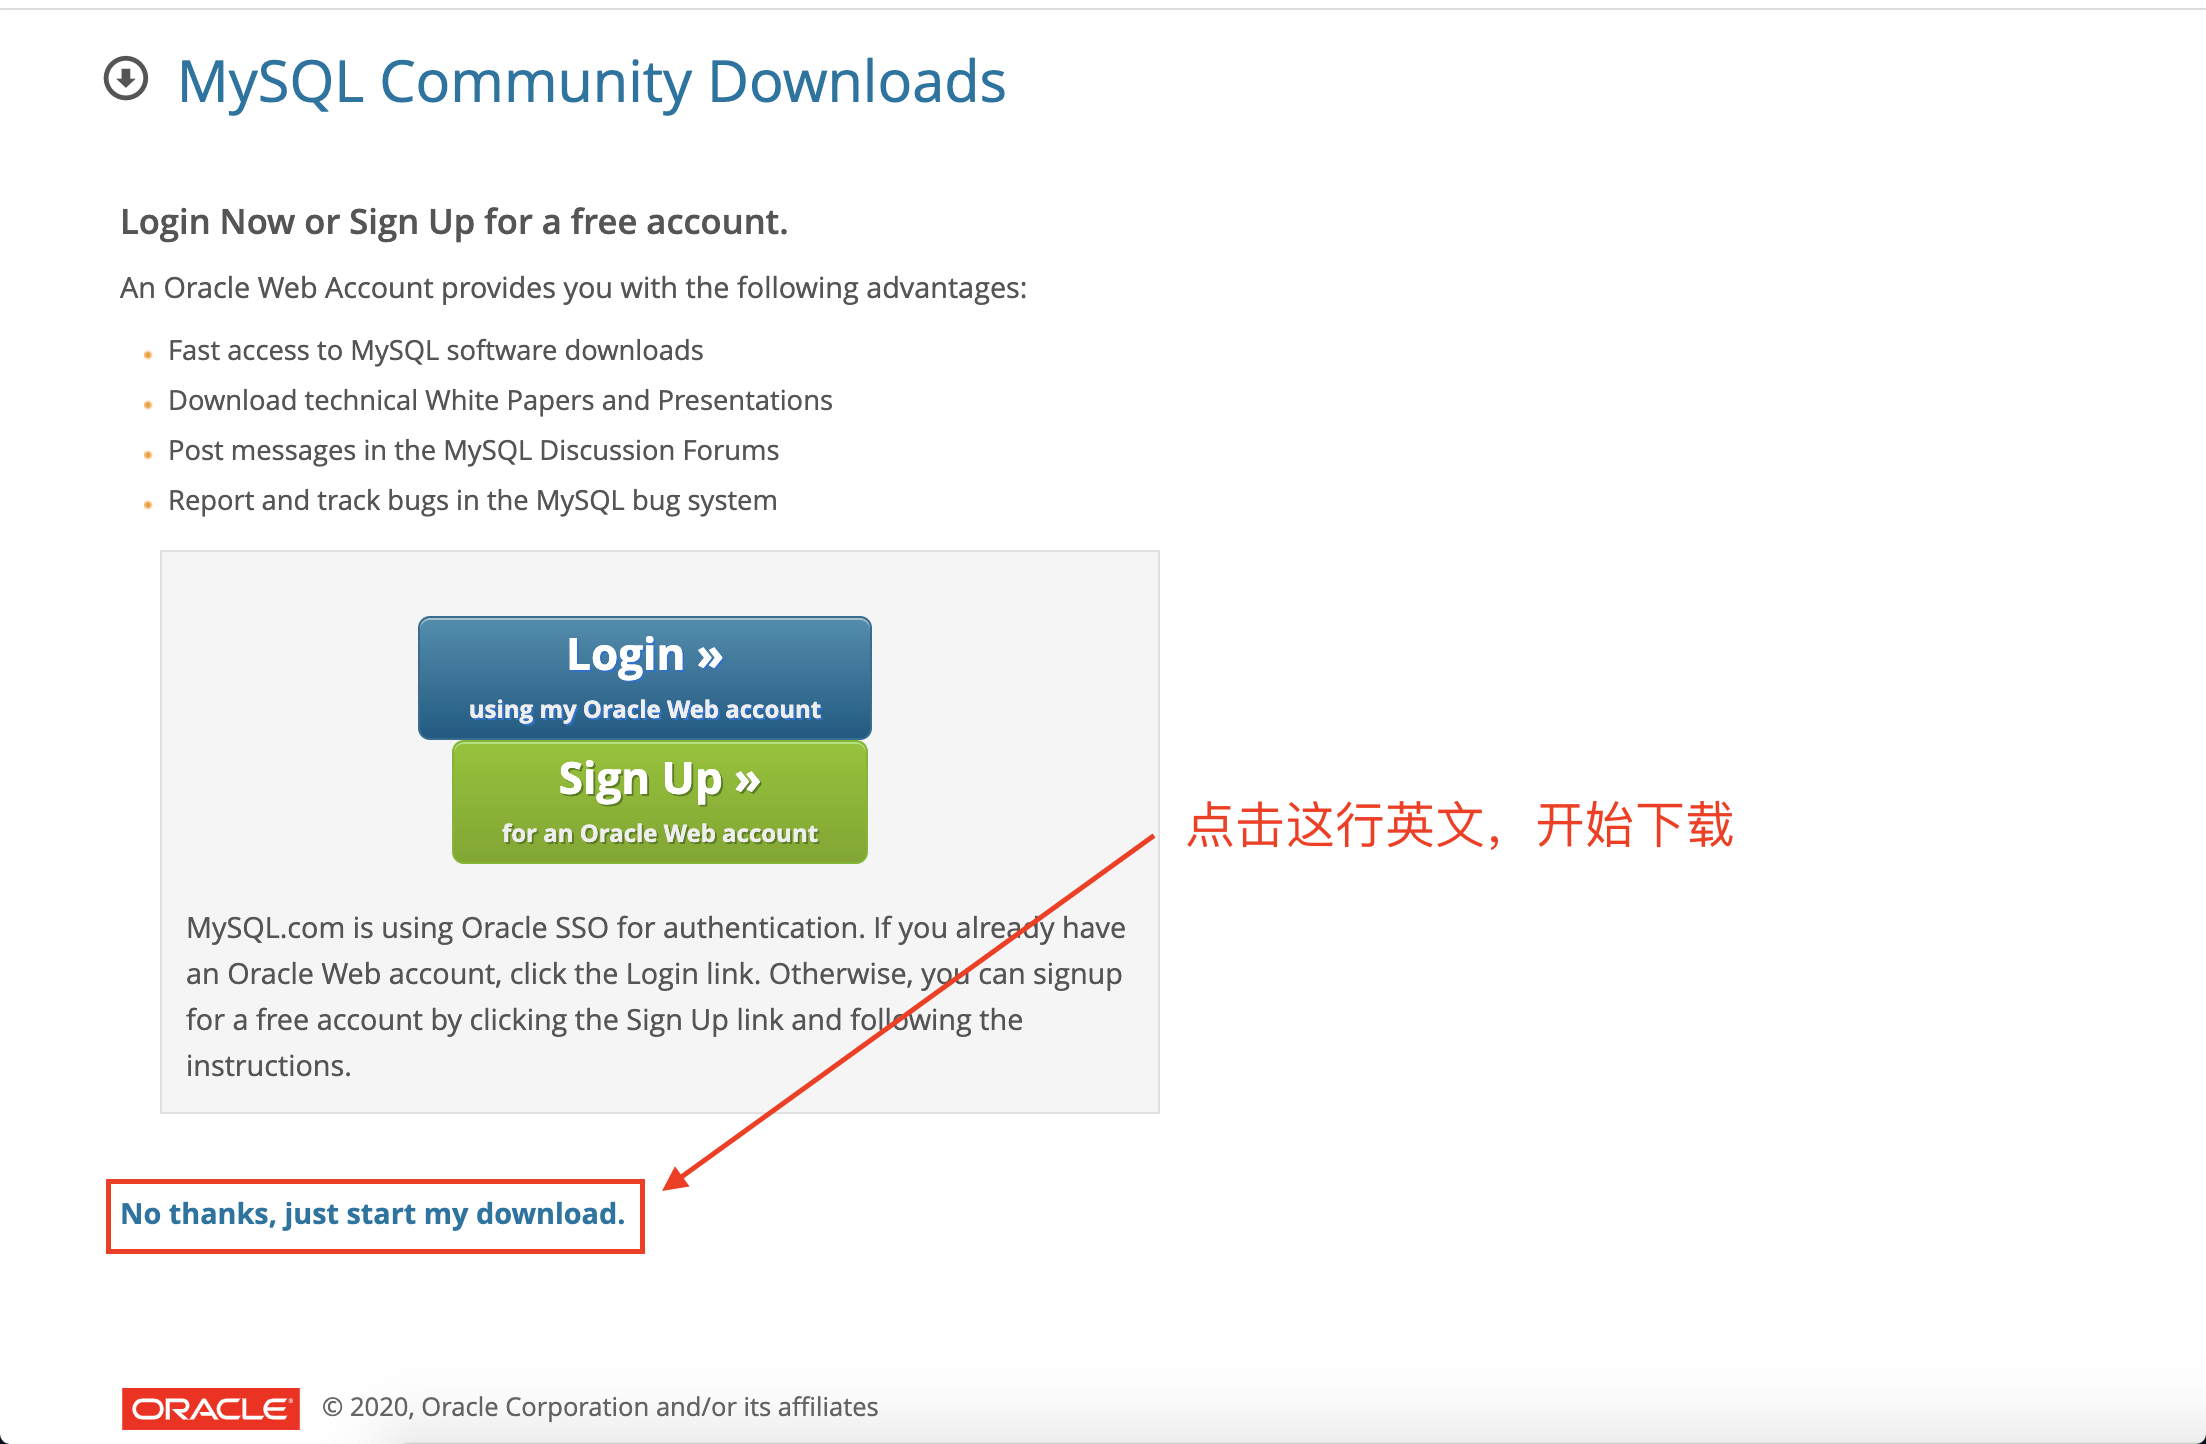 MySQL Community Downloads
Login Now or Sign Up for a free account.
An Oracle Web Account provides you with the following advantages:
Fast access to MySQL software downloads
Download technical White Papers and Presentations
Post messages in the MySQL Discussion Forums
Report and track bugs in the MySQL bug system
Login »
using my Oracle Web account
Sign Up »
for an Oracle Web account
点击这行英文，开始下载
MySQL.com is using Oracle SSO for authentication. If you already have
an Oracle Web account, click the Login link. Otherwise, you can signup
for a free account by clicking the Sign Up link and following the
instructions.
No thanks, just start my download.
ORACLE® © 2020, Oracle Corporation and/or its affiliates